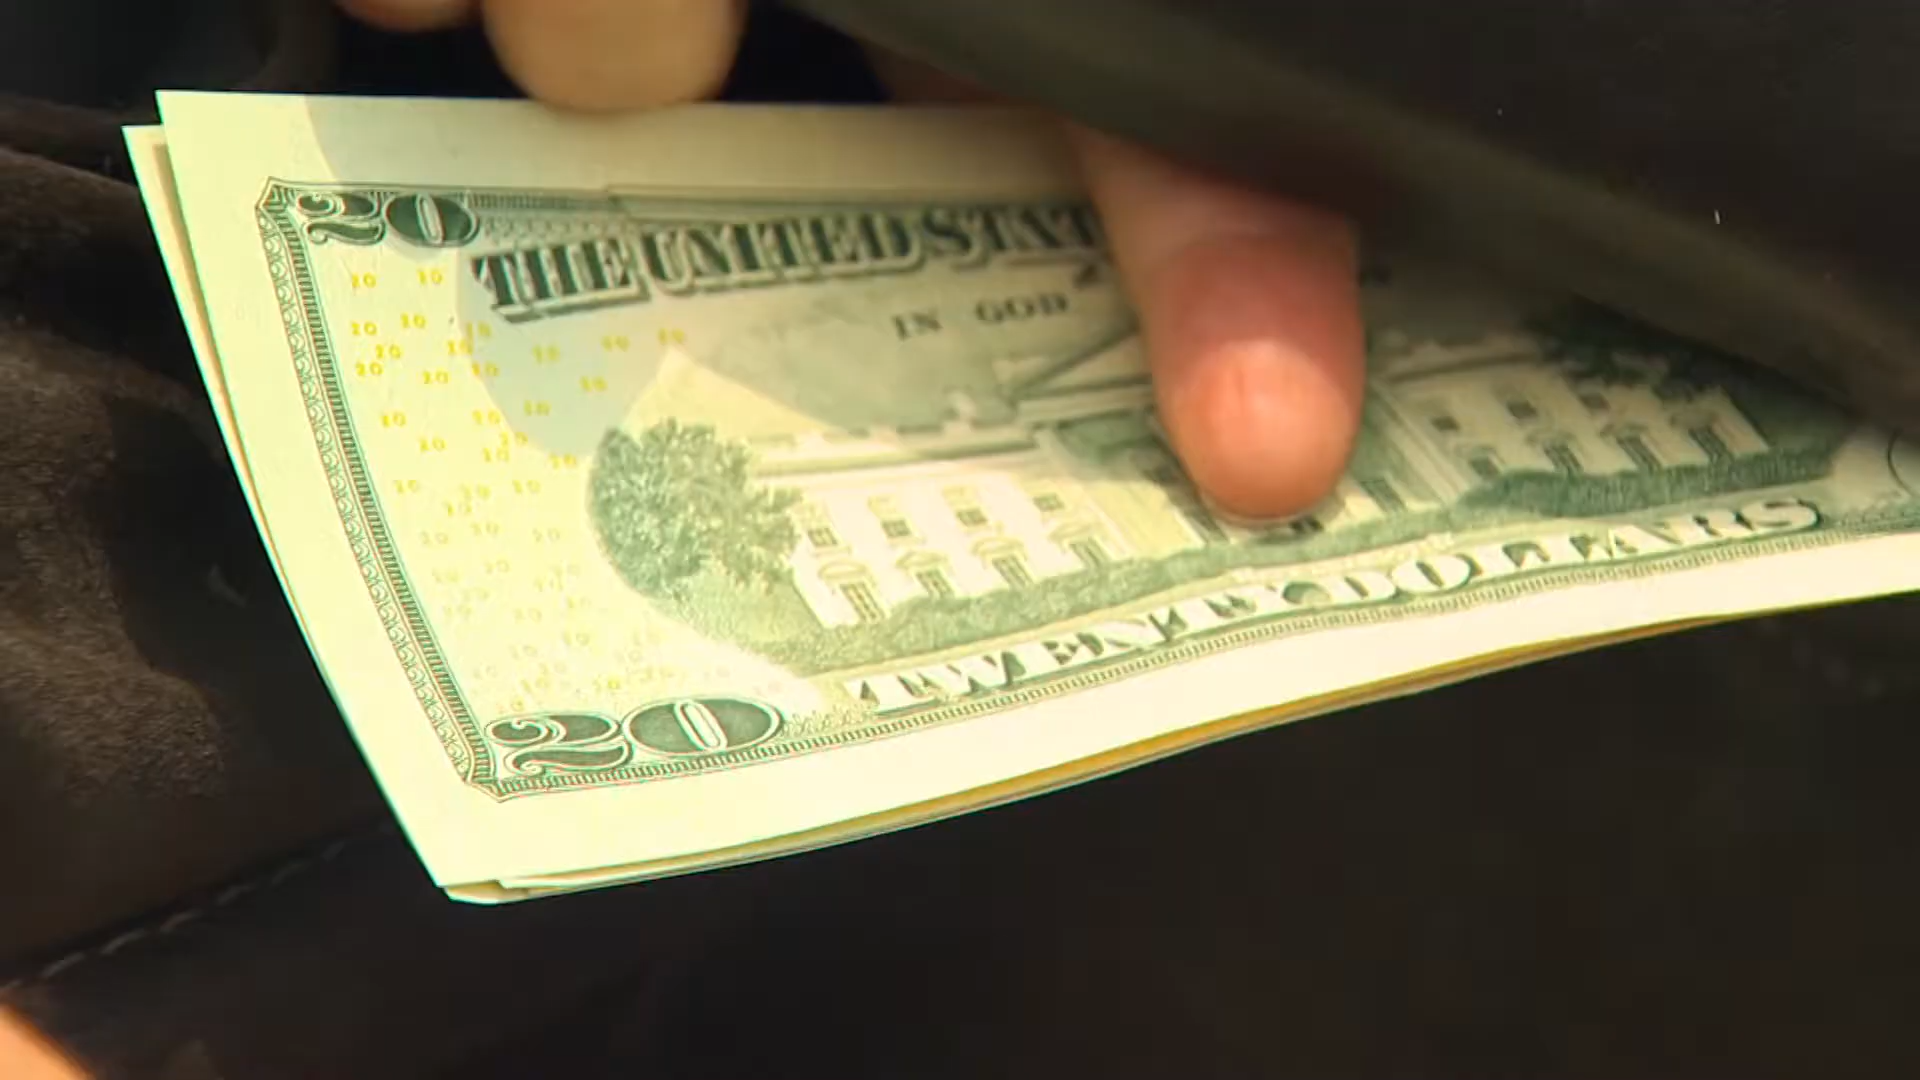 20
THE UNITED STAT
IN GOD
TWENTY DOLLARS
20